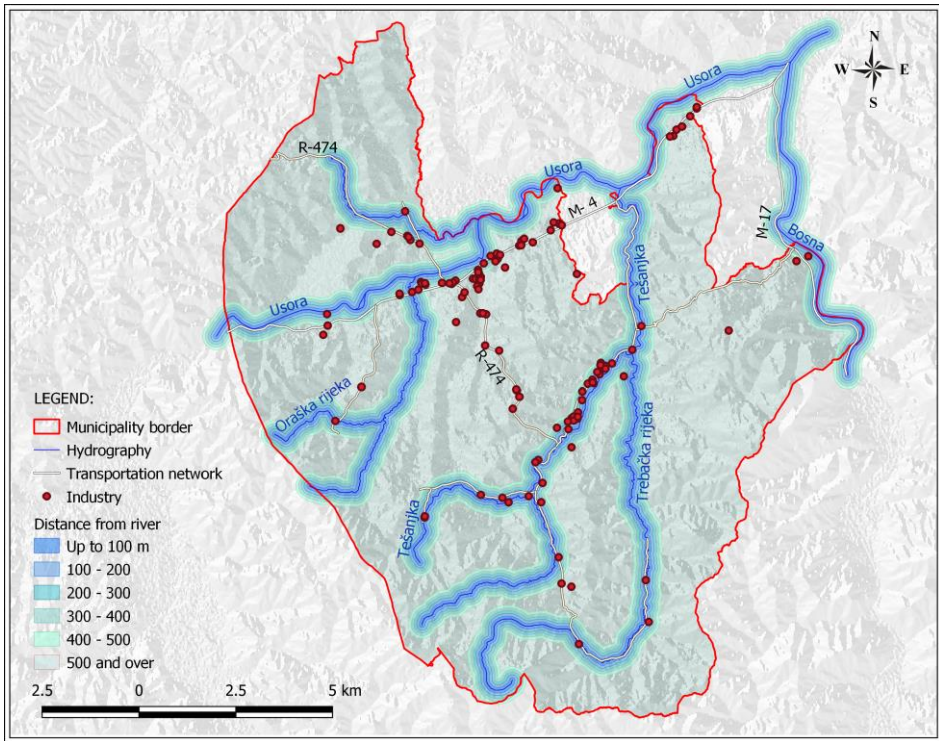 N
W E
S
Usora
R-474
Usora
M- 4
M-17
Bosna
Tešanjka
Usora
R-474
Oraška rijeka
Trebačka rijeka
Tešanjka
LEGEND:
Municipality border
Hydrography
Transportation network
Industry
Distance from river
Up to 100 m
100 - 200
200 - 300
300 - 400
400 - 500
500 and over
2.5 0 2.5 5 km